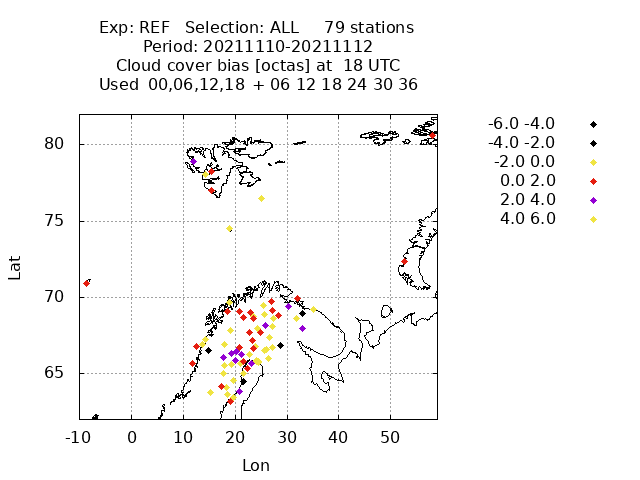 Exp: REF   Selection: ALL     79 stations
Period: 20211110-20211112
Cloud cover bias [octas] at  18 UTC
Used  00,06,12,18  + 06 12 18 24 30 36
-6.0 -4.0
-4.0 -2.0
-2.0 0.0
0.0 2.0
2.0 4.0
4.0 6.0
80
75
70
65
Lat
-10 0 10 20 30 40 50
Lon